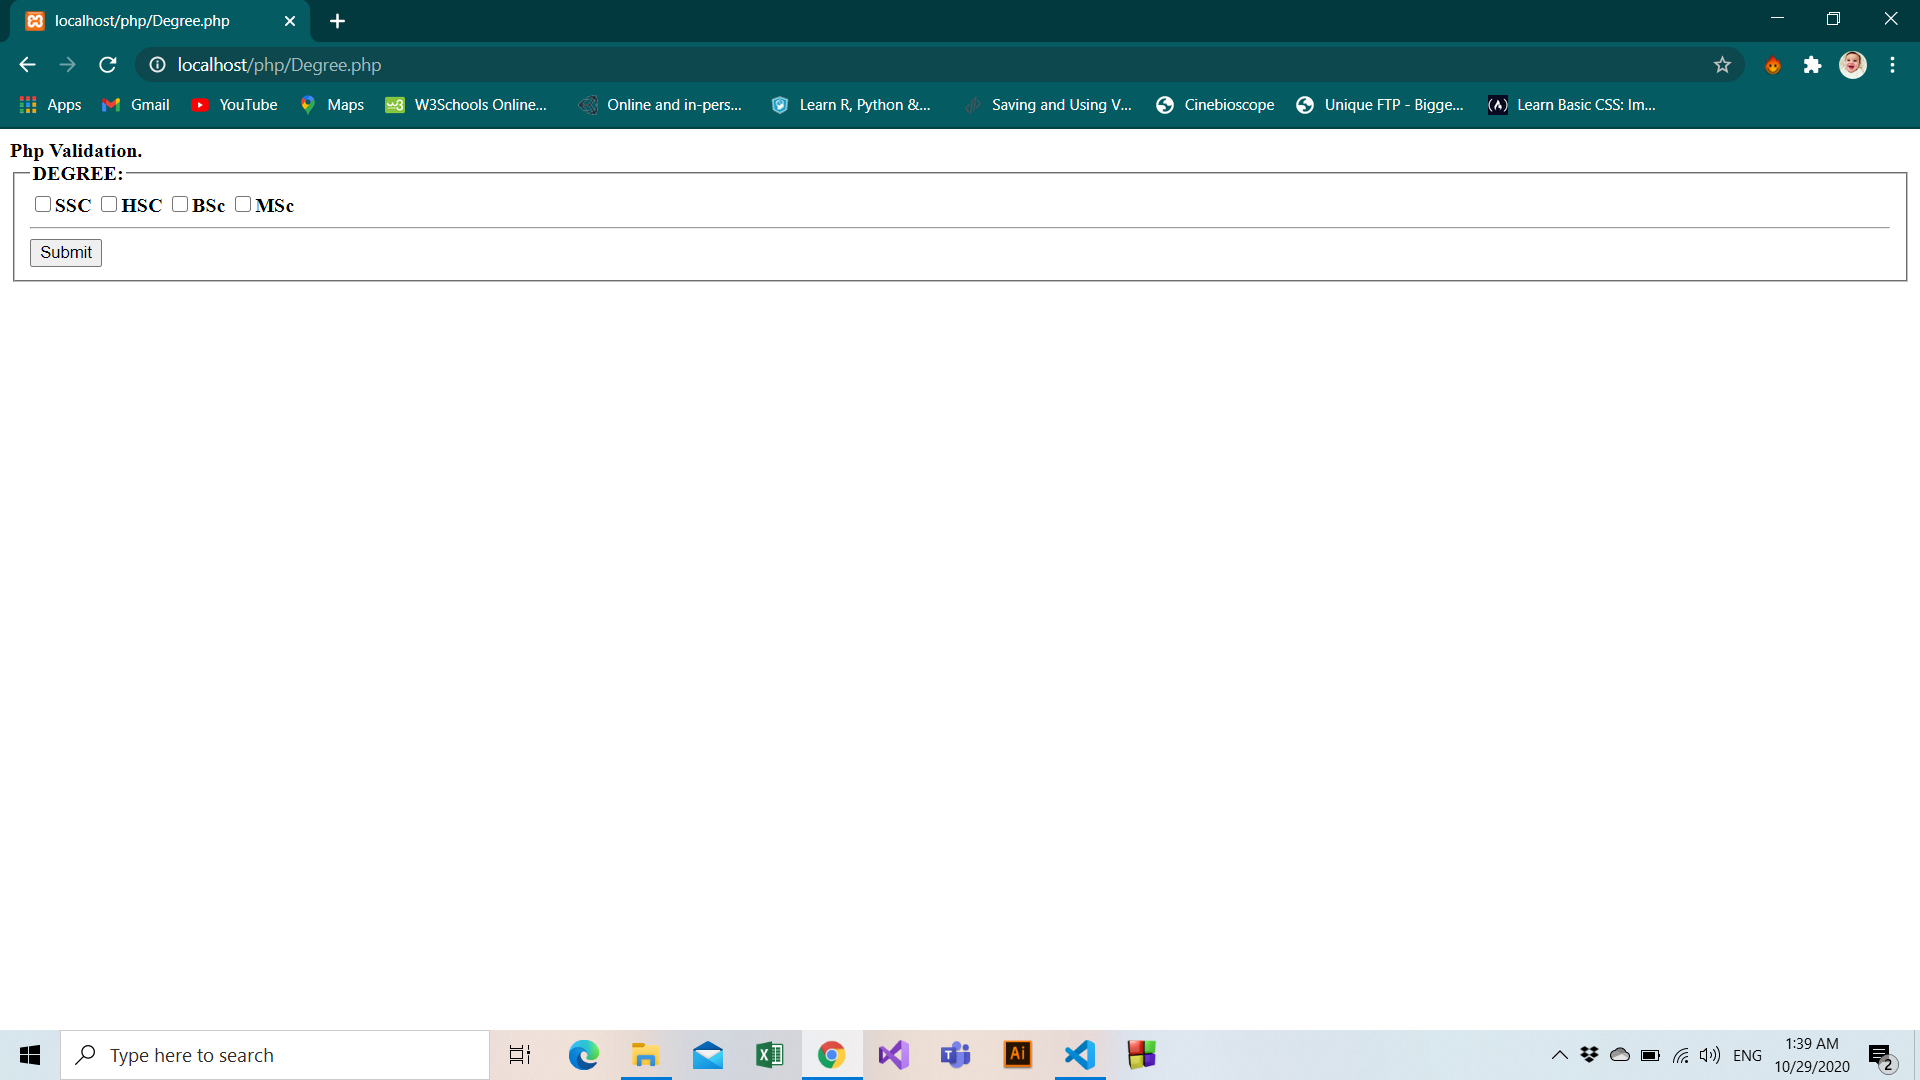 localhost/php/Degree.php
localhost/php/Degree.php
Apps Gmail YouTube Maps W3Schools Online... Online and in-pers... Learn R, Python &... Saving and Using V... Cinebioscope Unique FTP - Bigge... Learn Basic CSS: Im...
Php Validation.
DEGREE:
SSC HSC BSc MSc
Submit
Type here to search
ENG
1:39 AM
10/29/2020
2